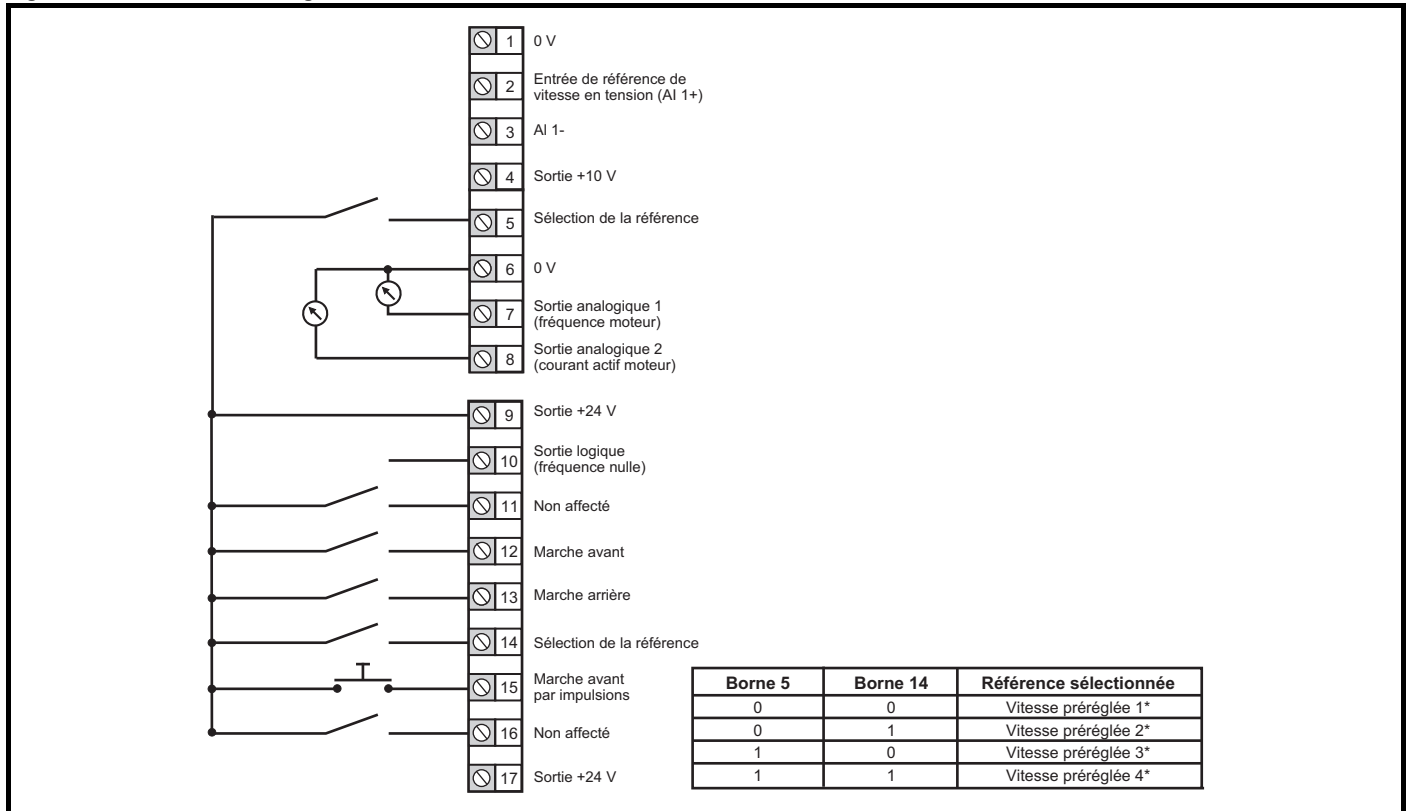 1 0 V
2 Entrée de référence de
vitesse en tension (AI 1+)
3 AI 1-
4 Sortie +10 V
5 Sélection de la référence
6 0 V
7 Sortie analogique 1
(fréquence moteur)
8 Sortie analogique 2
(courant actif moteur)
9 Sortie +24 V
10 Sortie logique
(fréquence nulle)
11 Non affecté
12 Marche avant
13 Marche arrière
14 Sélection de la référence
15 Marche avant
par impulsions
16 Non affecté
17 Sortie +24 V
Borne 5 Borne 14 Référence sélectionnée
0 0 Vitesse préréglée 1*
0 1 Vitesse préréglée 2*
1 0 Vitesse préréglée 3*
1 1 Vitesse préréglée 4*